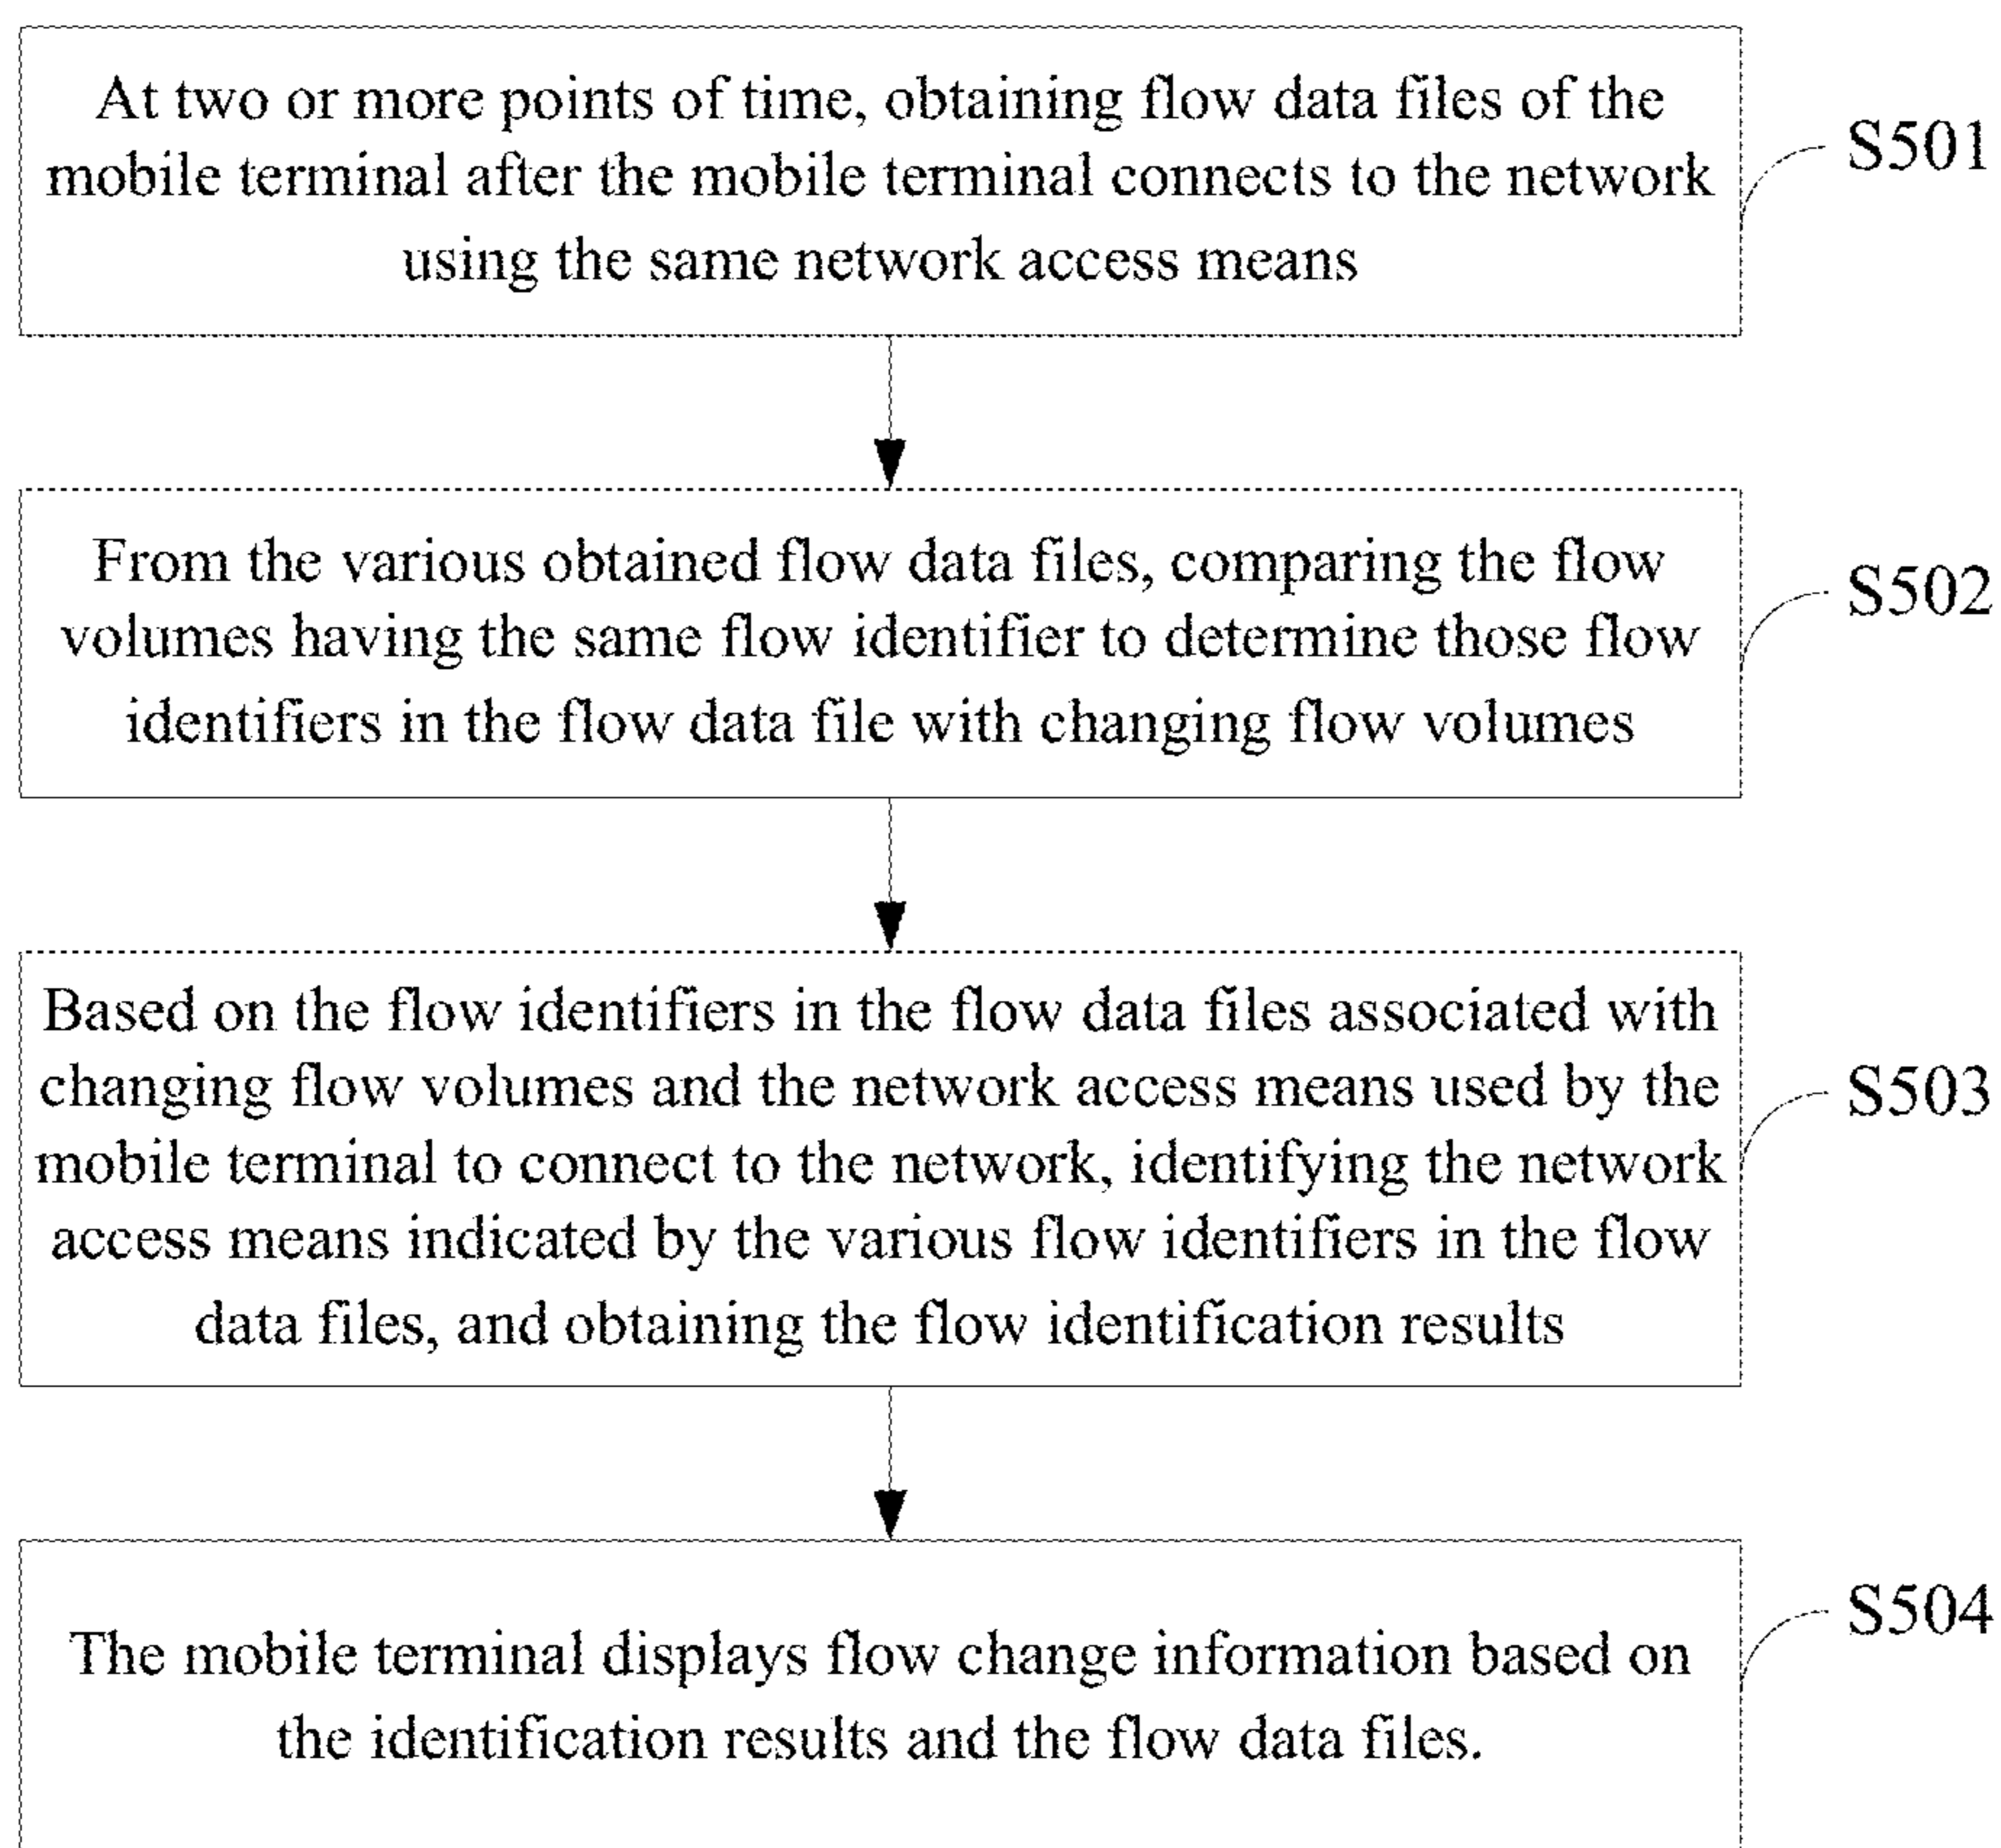 At two or more points of time, obtaining flow data files of the
mobile terminal after the mobile terminal connects to the network
using the same network access means
S501
From the various obtained flow data files, comparing the flow
volumes having the same flow identifier to determine those flow
identifiers in the flow data file with changing flow volumes
S502
Based on the flow identifiers in the flow data files associated with
changing flow volumes and the network access means used by the
mobile terminal to connect to the network, identifying the network
access means indicated by the various flow identifiers in the flow
data files, and obtaining the flow identification results
S503
The mobile terminal displays flow change information based on
the identification results and the flow data files.
S504